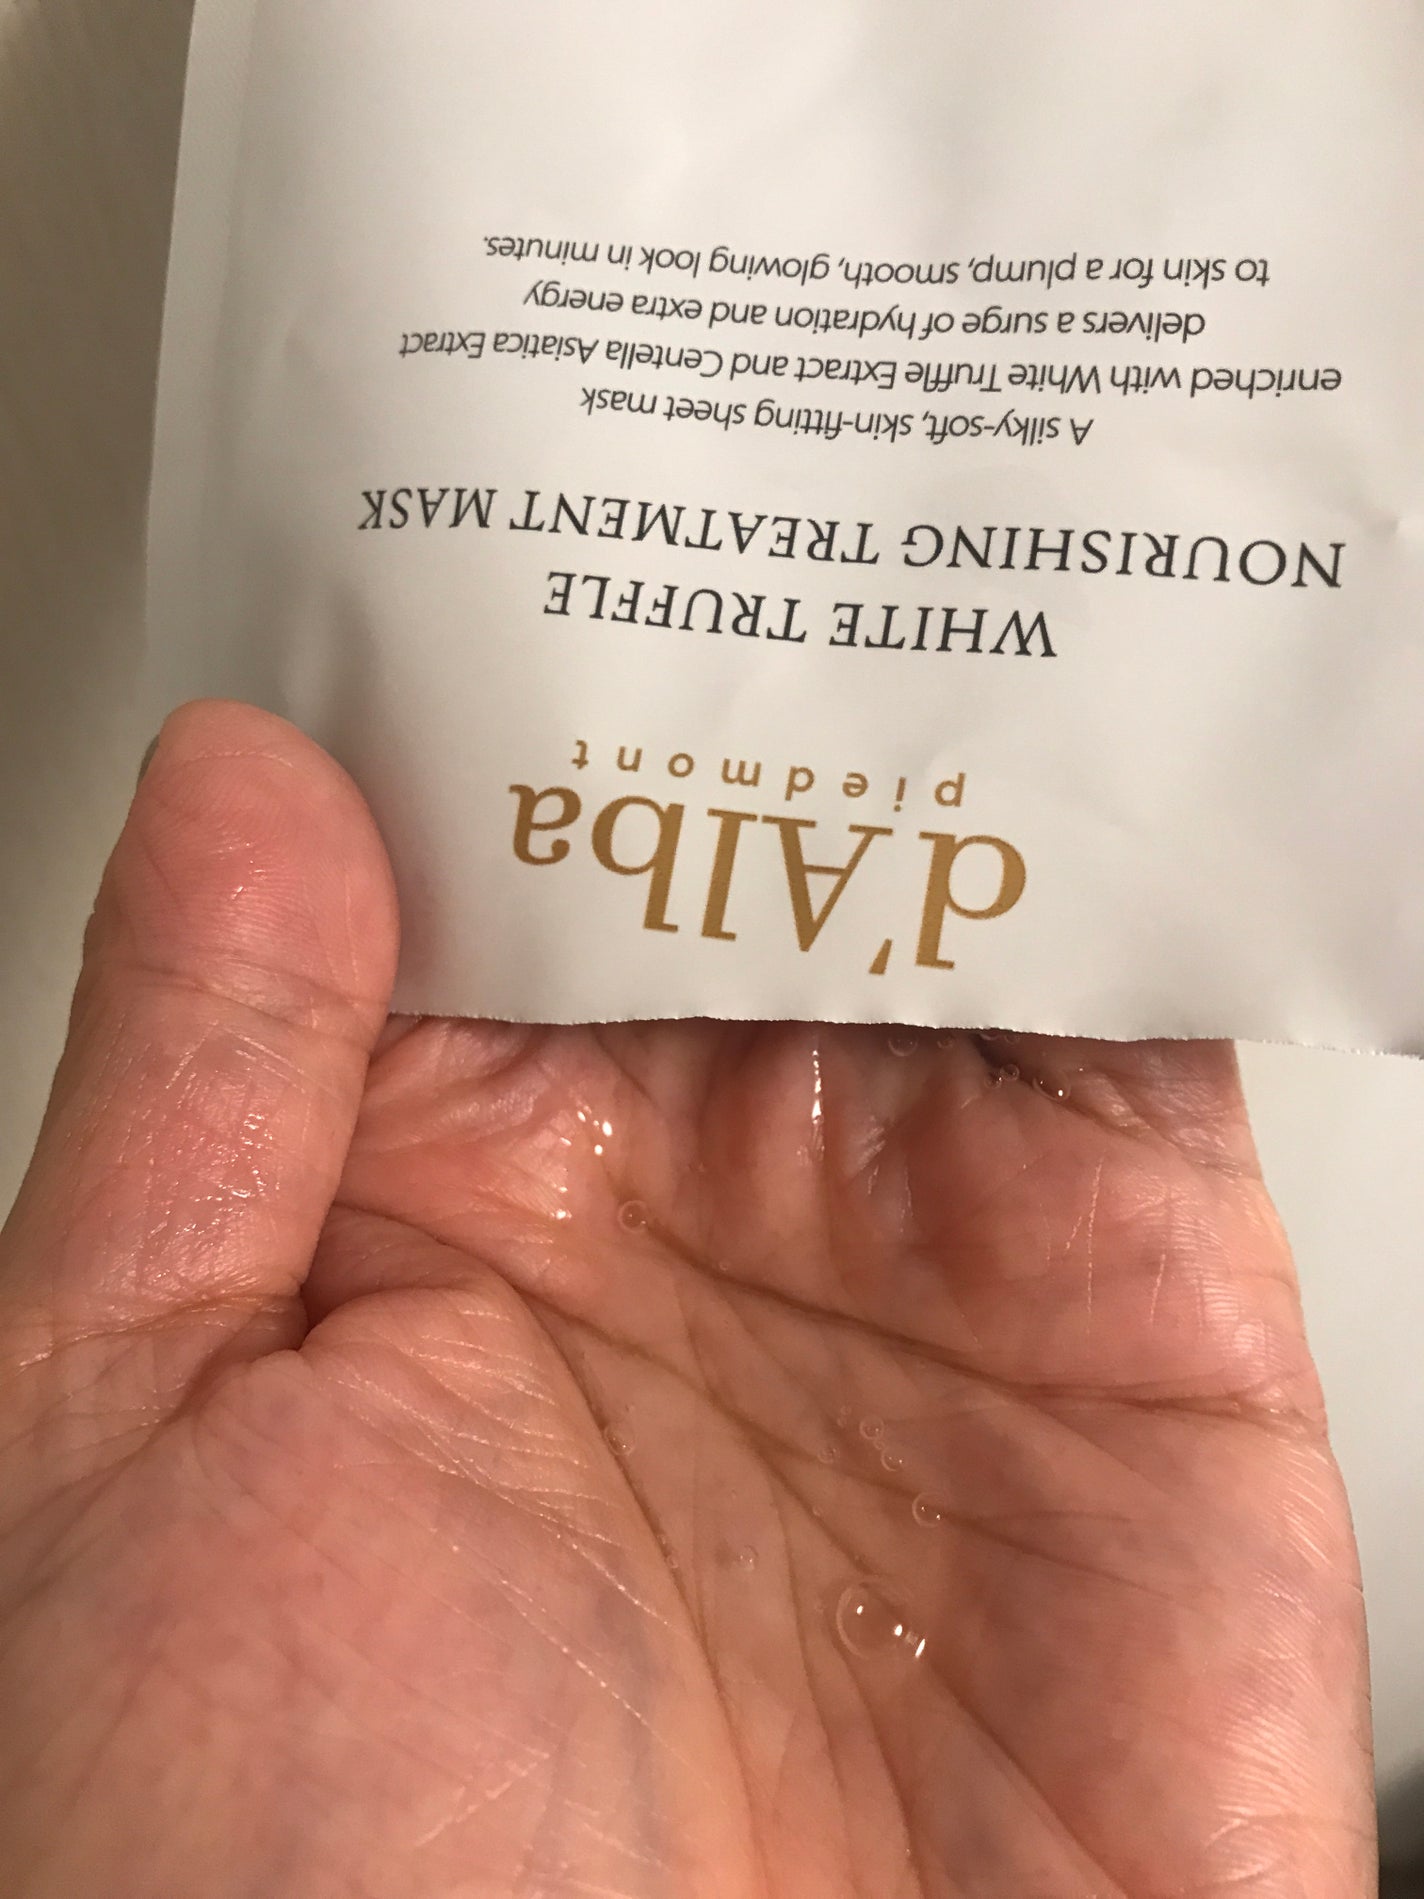 d'Alba
piedmont
WHITE TRUFFLE
NOURISHING TREATMENT MASK
A silky-soft, skin-fitting sheet mask
enriched with White Truffle Extract and Centella Asiatica Extract
delivers a surge of hydration and extra energy
to skin for a plump, smooth, glowing look in minutes.